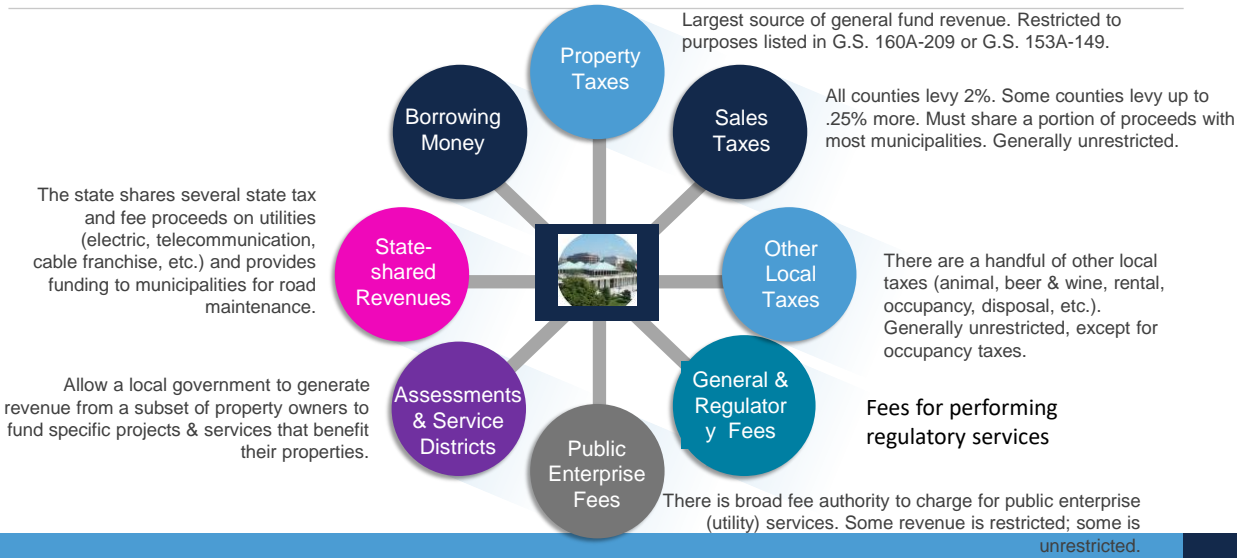 Largest source of general fund revenue. Restricted to
purposes listed in G.S. 160A-209 or G.S. 153A-149.
Property
Taxes
All counties levy 2%. Some counties levy up to
.25% more. Must share a portion of proceeds with
most municipalities. Generally unrestricted.
Sales
Taxes
Borrowing
Money
The state shares several state tax
and fee proceeds on utilities
(electric, telecommunication,
cable franchise, etc.) and provides
funding to municipalities for road
maintenance.
State-
shared
Revenues
Other
Local
Taxes
There are a handful of other local
taxes (animal, beer & wine, rental,
occupancy, disposal, etc.).
Generally unrestricted, except for
occupancy taxes.
Allow a local government to generate
revenue from a subset of property owners to
fund specific projects & services that benefit
their properties.
Assessments
& Service
Districts
General &
Regulator
y Fees
Fees for performing
regulatory services
Public
Enterprise
Fees
There is broad fee authority to charge for public enterprise
(utility) services. Some revenue is restricted; some is
unrestricted.